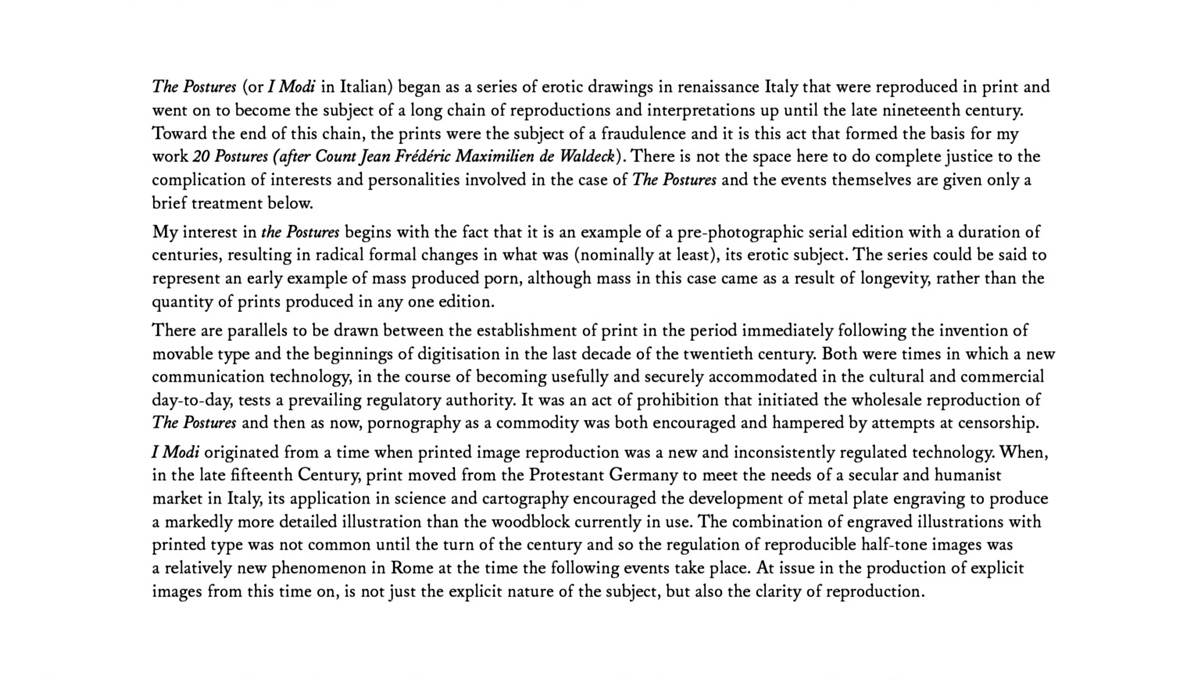 The Postures (or I Modi in Italian) began as a series of erotic drawings in renaissance Italy that were reproduced in print and
went on to become the subject of a long chain of reproductions and interpretations up until the late nineteenth century.
Toward the end of this chain, the prints were the subject of a fraudulence and it is this act that formed the basis for my
work 20 Postures (after Count Jean Frédéric Maximilien de Waldeck). There is not the space here to do complete justice to the
complication of interests and personalities involved in the case of The Postures and the events themselves are given only a
brief treatment below.
My interest in the Postures begins with the fact that it is an example of a pre-photographic serial edition with a duration of
centuries, resulting in radical formal changes in what was (nominally at least), its erotic subject. The series could be said to
represent an early example of mass produced porn, although mass in this case came as a result of longevity, rather than the
quantity of prints produced in any one edition.
There are parallels to be drawn between the establishment of print in the period immediately following the invention of
movable type and the beginnings of digitisation in the last decade of the twentieth century. Both were times in which a new
communication technology, in the course of becoming usefully and securely accommodated in the cultural and commercial
day-to-day, tests a prevailing regulatory authority. It was an act of prohibition that initiated the wholesale reproduction of
The Postures and then as now, pornography as a commodity was both encouraged and hampered by attempts at censorship.
I Modi originated from a time when printed image reproduction was a new and inconsistently regulated technology. When,
in the late fifteenth Century, print moved from the Protestant Germany to meet the needs of a secular and humanist
market in Italy, its application in science and cartography encouraged the development of metal plate engraving to produce
a markedly more detailed illustration than the woodblock currently in use. The combination of engraved illustrations with
printed type was not common until the turn of the century and so the regulation of reproducible half-tone images was
a relatively new phenomenon in Rome at the time the following events take place. At issue in the production of explicit
images from this time on, is not just the explicit nature of the subject, but also the clarity of reproduction.